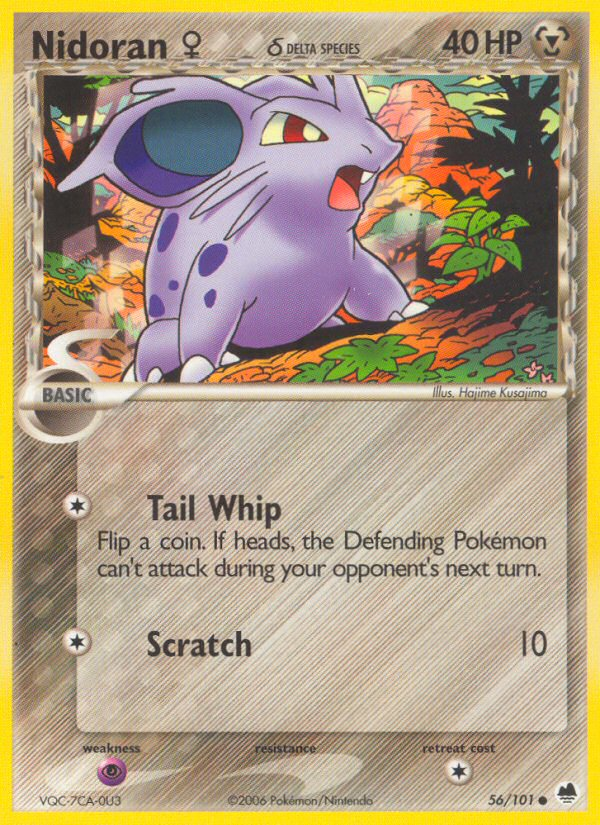 Nidoran ♀ δ DELTA SPECIES 40 HP
BASIC
Illus. Hajime Kusajima
Tail Whip
Flip a coin. If heads, the Defending Pokémon
can't attack during your opponent's next turn.
Scratch 10
weakness resistance retreat cost
VQC-7CA-0U3 ©2006 Pokémon/Nintendo 56/101 ●